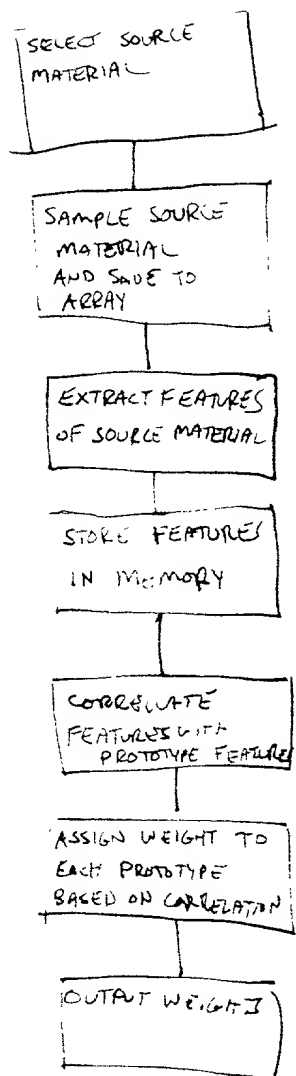 SELECT SOURCE
MATERIAL
SAMPLE SOURCE
MATERIAL
AND SAVE TO
ARRAY
EXTRACT FEATURES
OF SOURCE MATERIAL
STORE FEATURES
IN MEMORY
CORRELATE
FEATURES WITH
PROTOTYPE FEATURES
ASSIGN WEIGHT TO
EACH PROTOTYPE
BASED ON CORRELATION
OUTPUT WEIGHTS